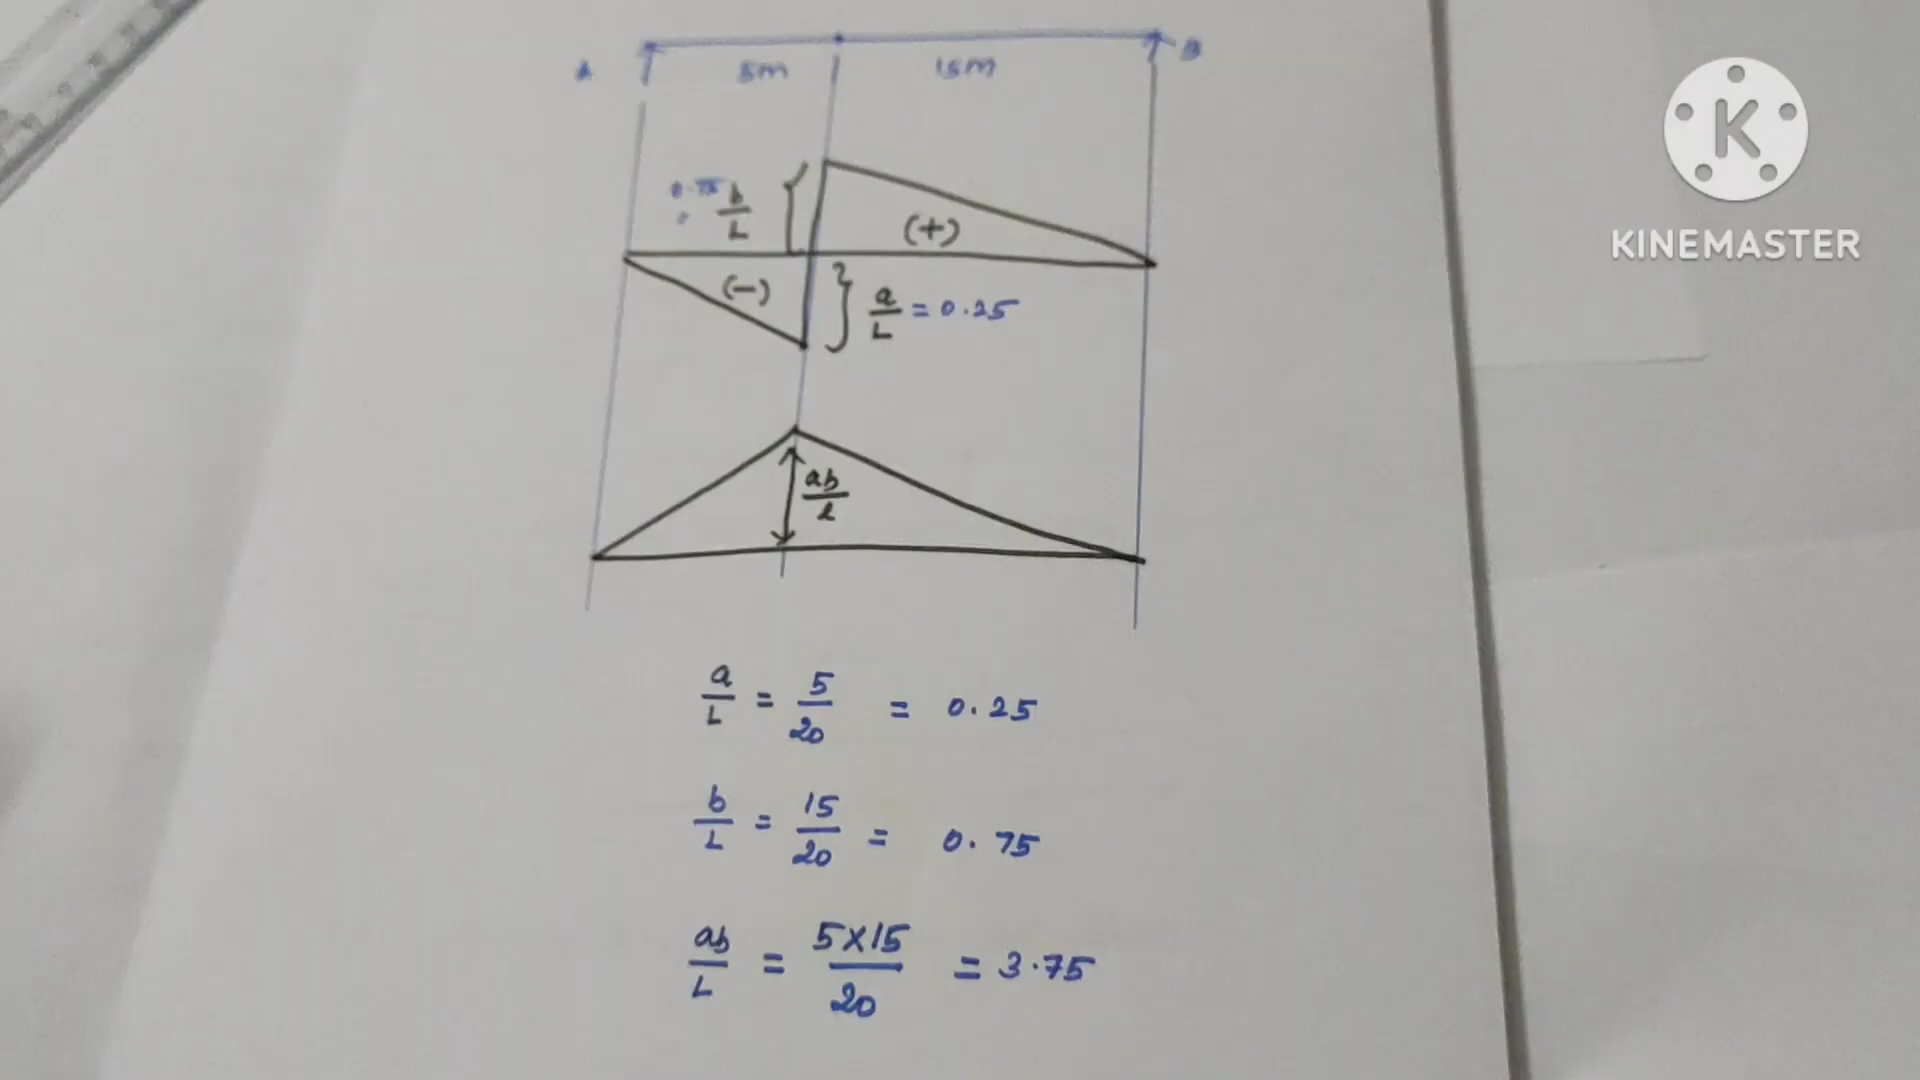 A 5m 15m B
0.75
= b/L
(+)
(-)
a/L = 0.25
ab/l
a/L = 5/20 = 0.25
b/L = 15/20 = 0.75
ab/L = 5×15/20 = 3.75
K
KINEMASTER